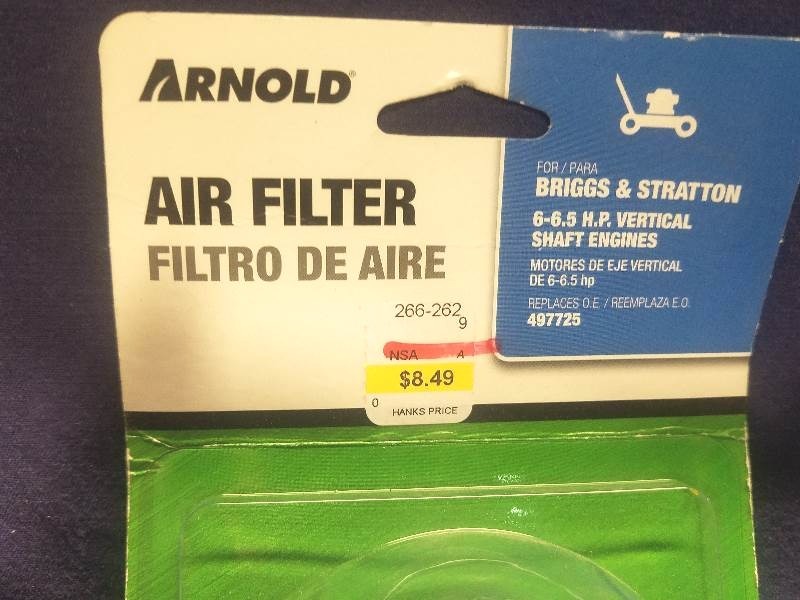 ARNOLD®
AIR FILTER
FILTRO DE AIRE
FOR / PARA
BRIGGS & STRATTON
6-6.5 H.P. VERTICAL
SHAFT ENGINES
MOTORES DE EJE VERTICAL
DE 6-6.5 hp
REPLACES O.E. / REEMPLAZA E.O.
497725
266-262
9
NSA A
$8.49
0
HANKS PRICE